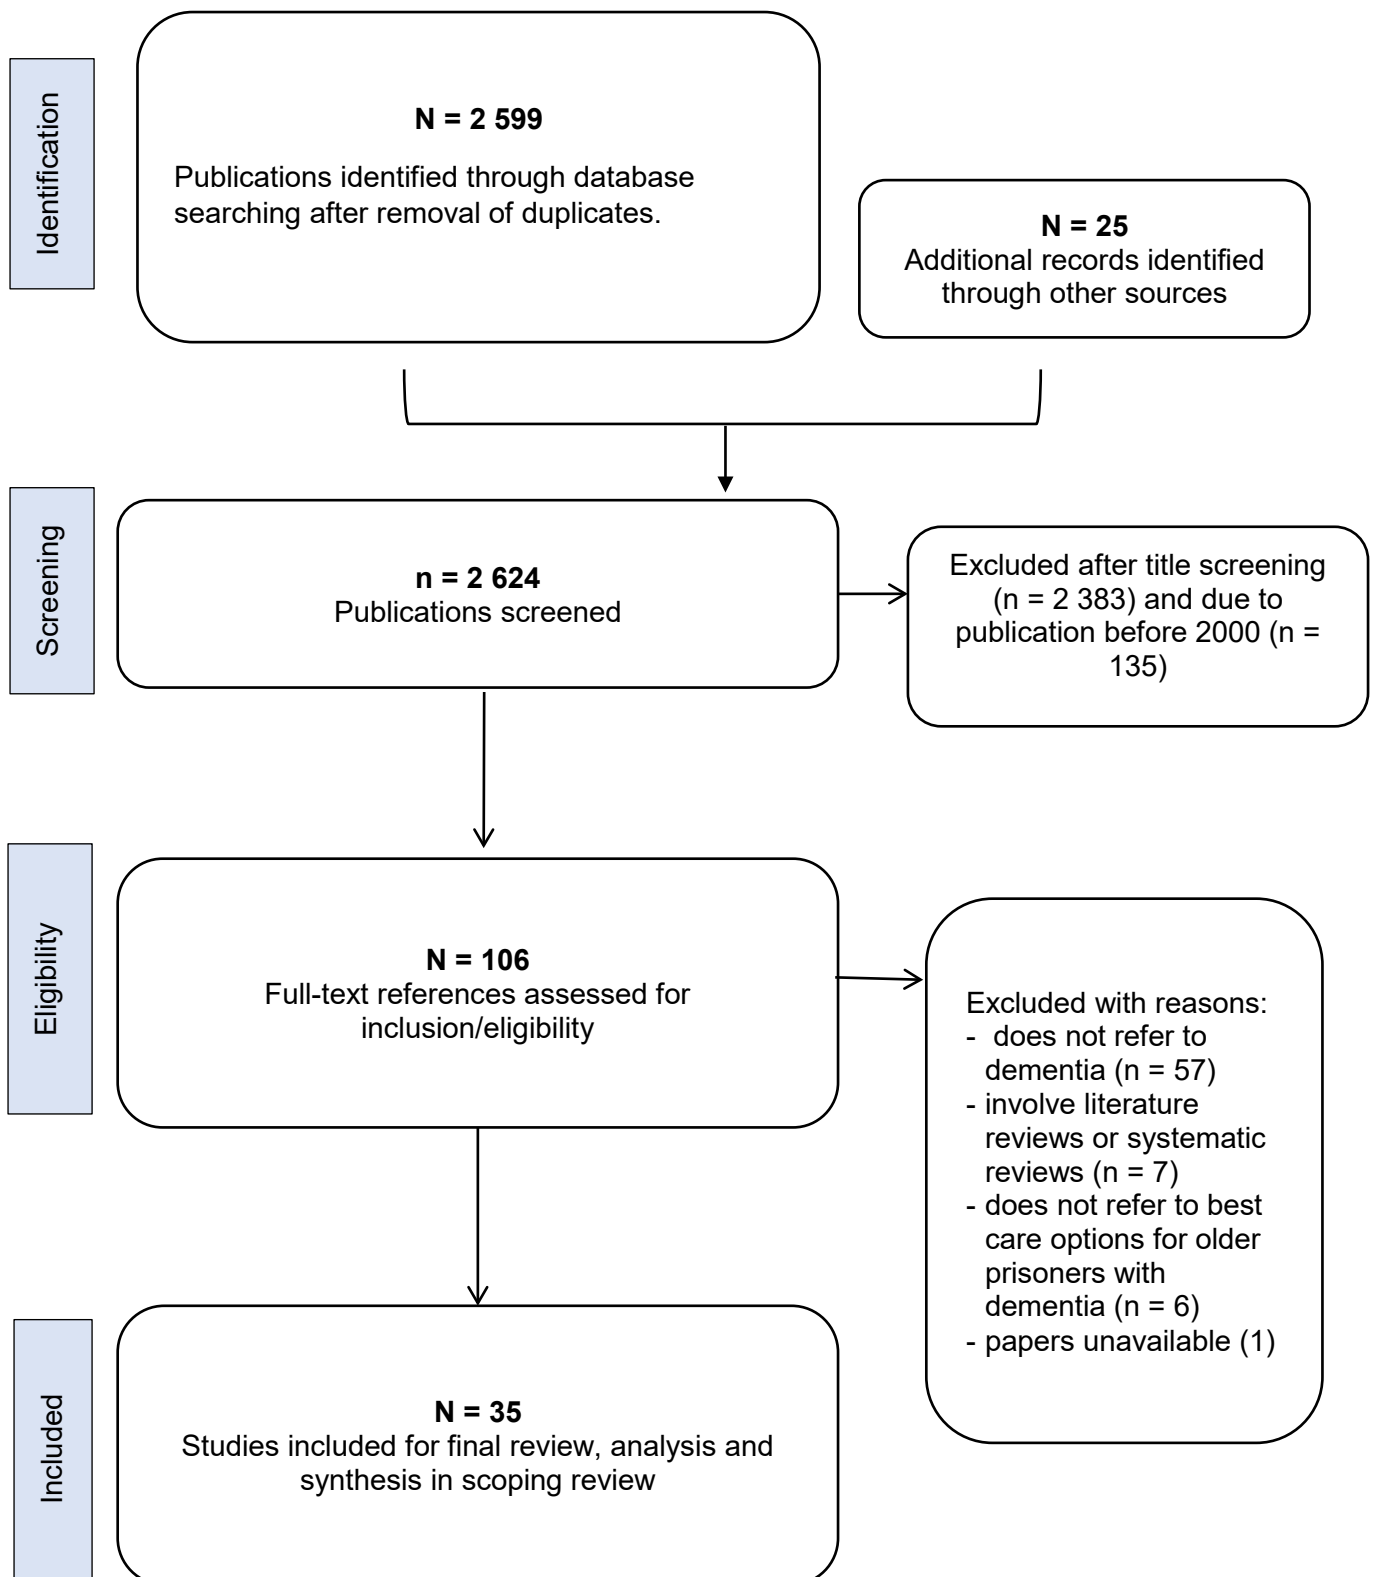 Identification
N = 2 599
Publications identified through database
searching after removal of duplicates.
N = 25
Additional records identified
through other sources
Screening
n = 2 624
Publications screened
Excluded after title screening
(n = 2 383) and due to
publication before 2000 (n =
135)
Eligibility
N = 106
Full-text references assessed for
inclusion/eligibility
Excluded with reasons:
- does not refer to
dementia (n = 57)
- involve literature
reviews or systematic
reviews (n = 7)
- does not refer to best
care options for older
prisoners with
dementia (n = 6)
- papers unavailable (1)
Included
N = 35
Studies included for final review, analysis and
synthesis in scoping review